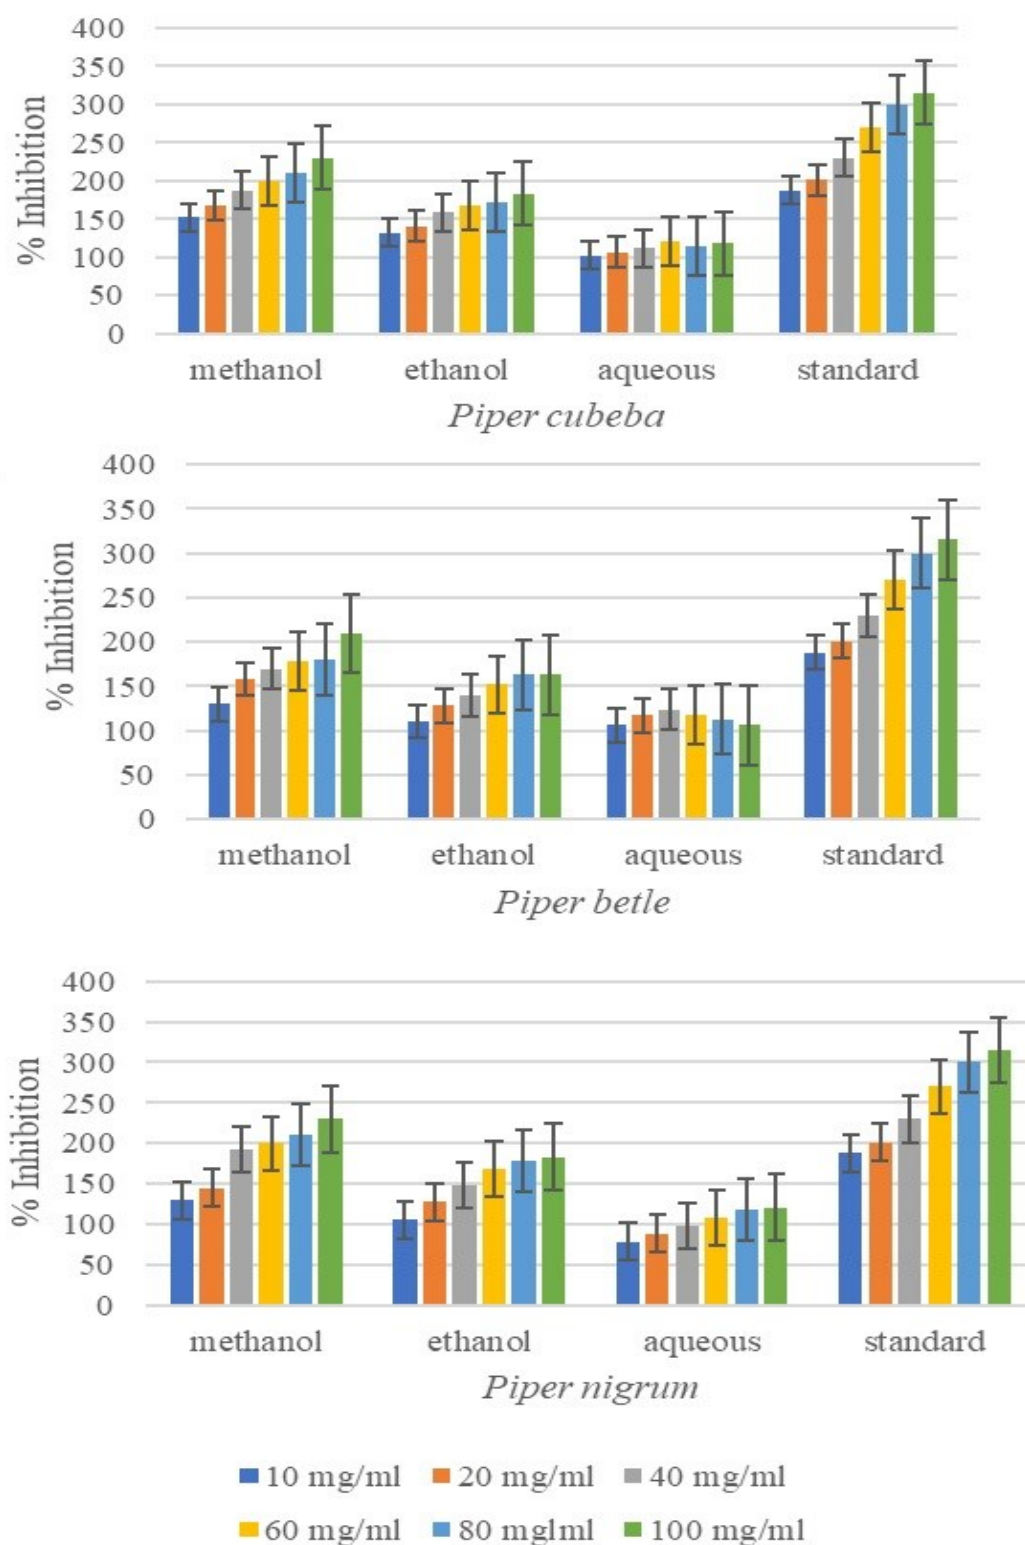 400
350
300
250
200
150
100
50
0
% Inhibition
methanol ethanol aqueous standard
Piper cubeba
400
350
300
250
200
150
100
50
0
% Inhibition
methanol ethanol aqueous standard
Piper betle
400
350
300
250
200
150
100
50
0
% Inhibition
methanol ethanol aqueous standard
Piper nigrum
10 mg/ml 20 mg/ml 40 mg/ml
60 mg/ml 80 mglml 100 mg/ml